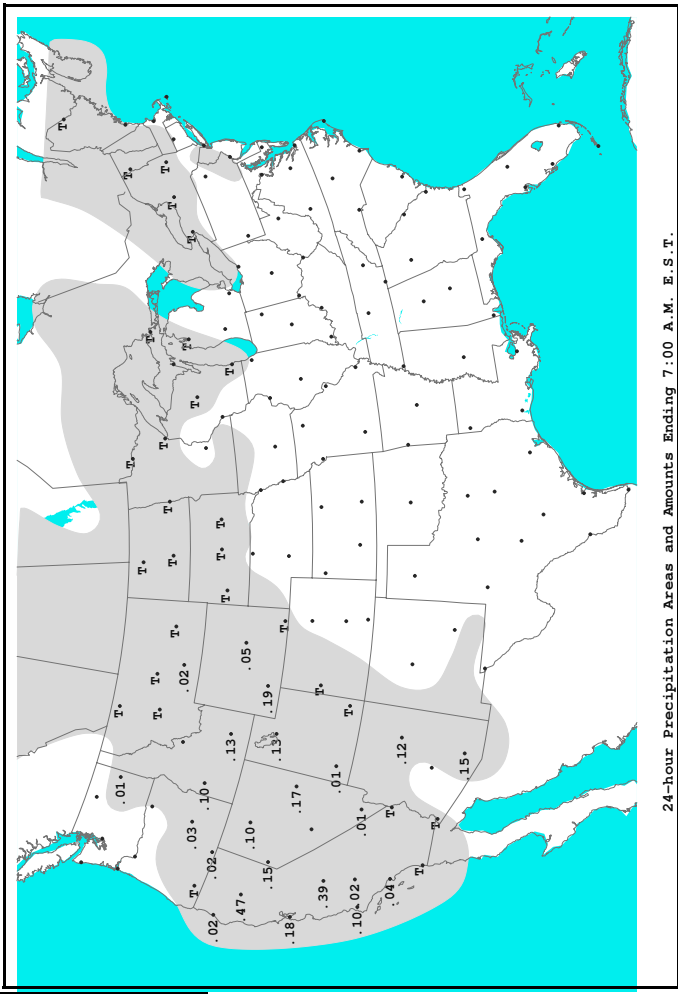 T
T
.01
T
T
T
T
T
T
T
T
T
T
T
T
.02
T
T
.03
T
T
.10
.02
.02
T
T
T
T
.13
.47
.05
.10
.15
.19
.13
T
.18
.17
T
.39
.01
T
.02
.10
.01
.04
T
.12
T
T
.15
24-hour Precipitation Areas and Amounts Ending 7:00 A.M. E.S.T.